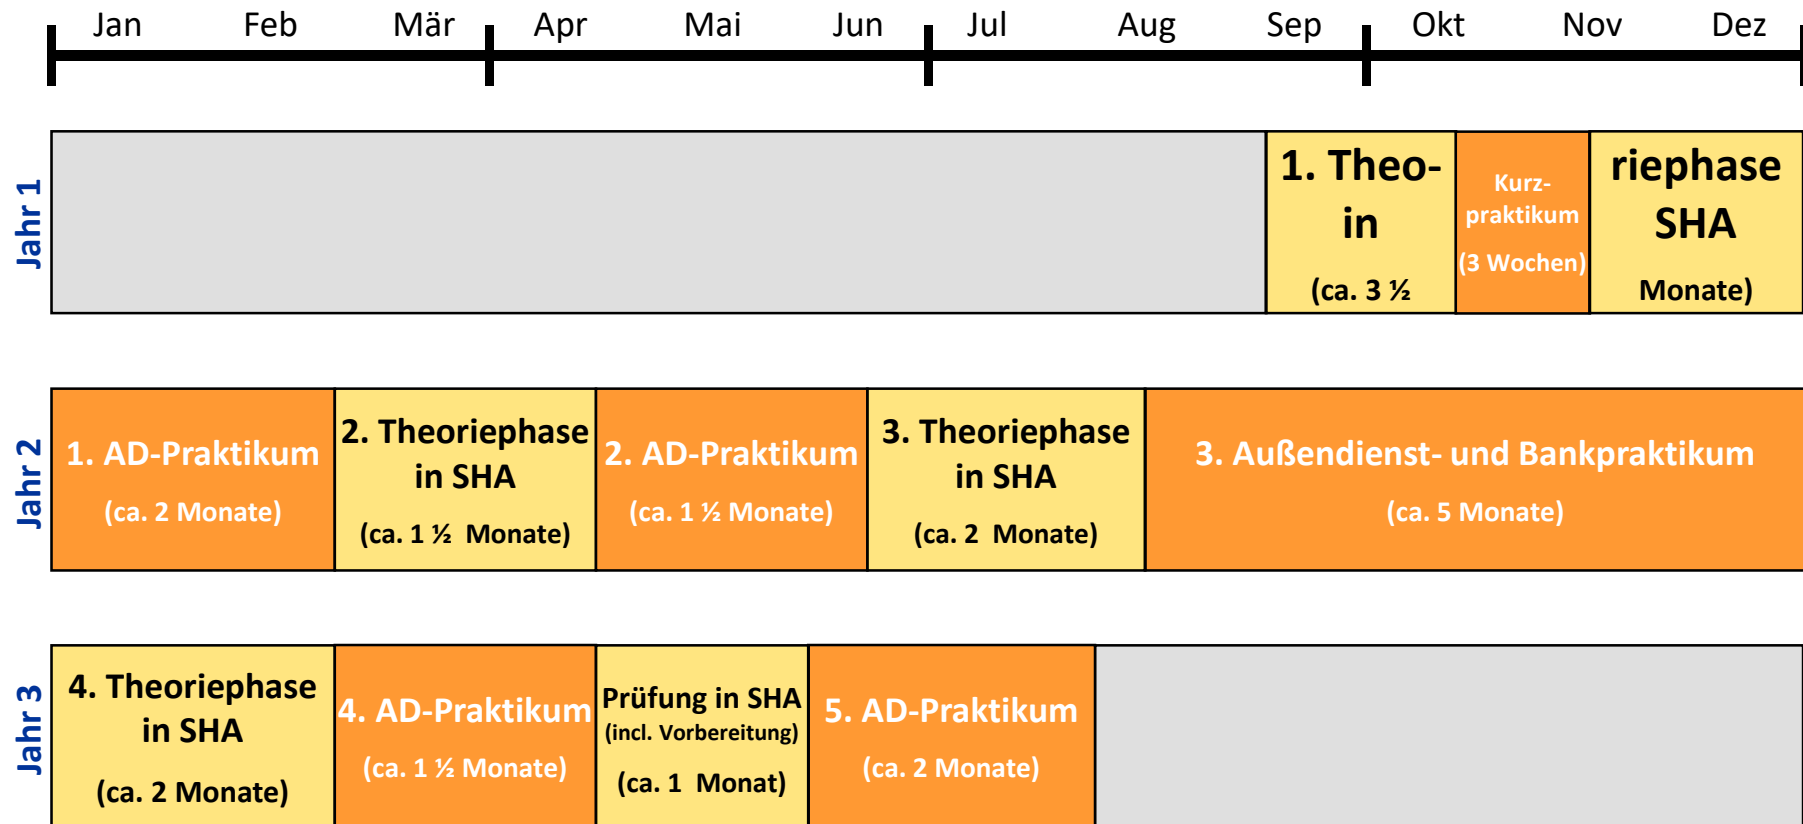 Jan Feb Mär Apr Mai Jun Jul Aug Sep Okt Nov Dez
Jahr 1
1. Theo-
in
(ca. 3 ½
Kurz-
praktikum
(3 Wochen)
riephase
SHA
Monate)
Jahr 2
1. AD-Praktikum
(ca. 2 Monate)
2. Theoriephase
in SHA
(ca. 1 ½  Monate)
2. AD-Praktikum
(ca. 1 ½ Monate)
3. Theoriephase
in SHA
(ca. 2  Monate)
3. Außendienst- und Bankpraktikum
(ca. 5 Monate)
Jahr 3
4. Theoriephase
in SHA
(ca. 2 Monate)
4. AD-Praktikum
(ca. 1 ½ Monate)
Prüfung in SHA
(incl. Vorbereitung)
(ca. 1  Monat)
5. AD-Praktikum
(ca. 2 Monate)